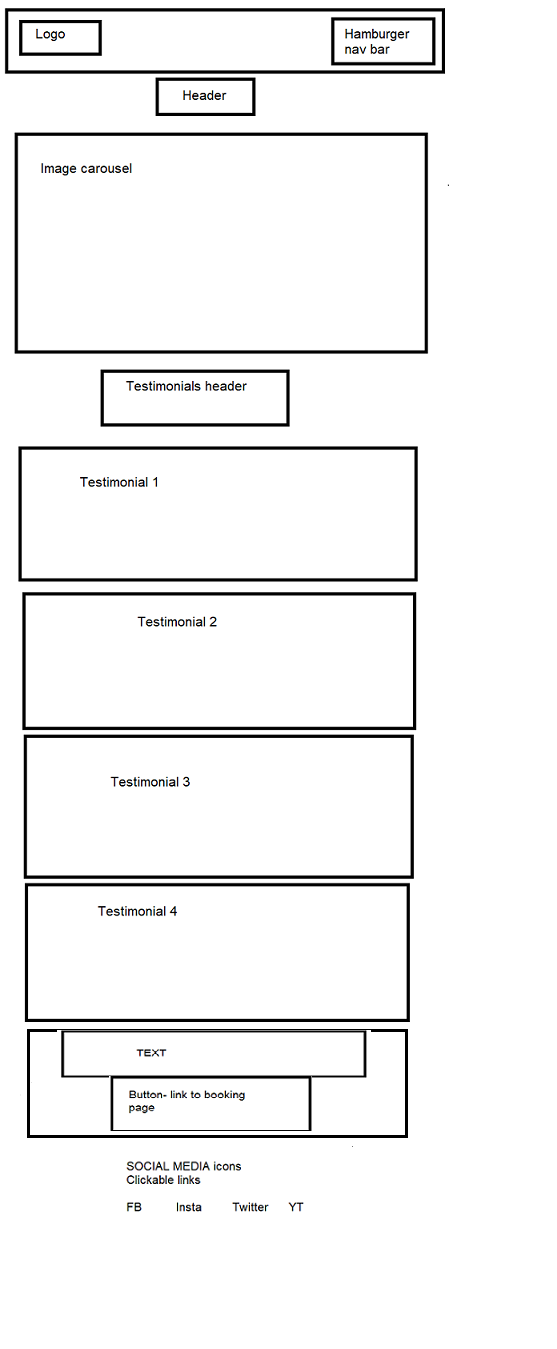 Logo
Hamburger
nav bar
Header
Image carousel
Testimonials header
Testimonial 1
Testimonial 2
Testimonial 3
Testimonial 4
TEXT
Button- link to booking
page
SOCIAL MEDIA icons
Clickable links
FB Insta Twitter YT